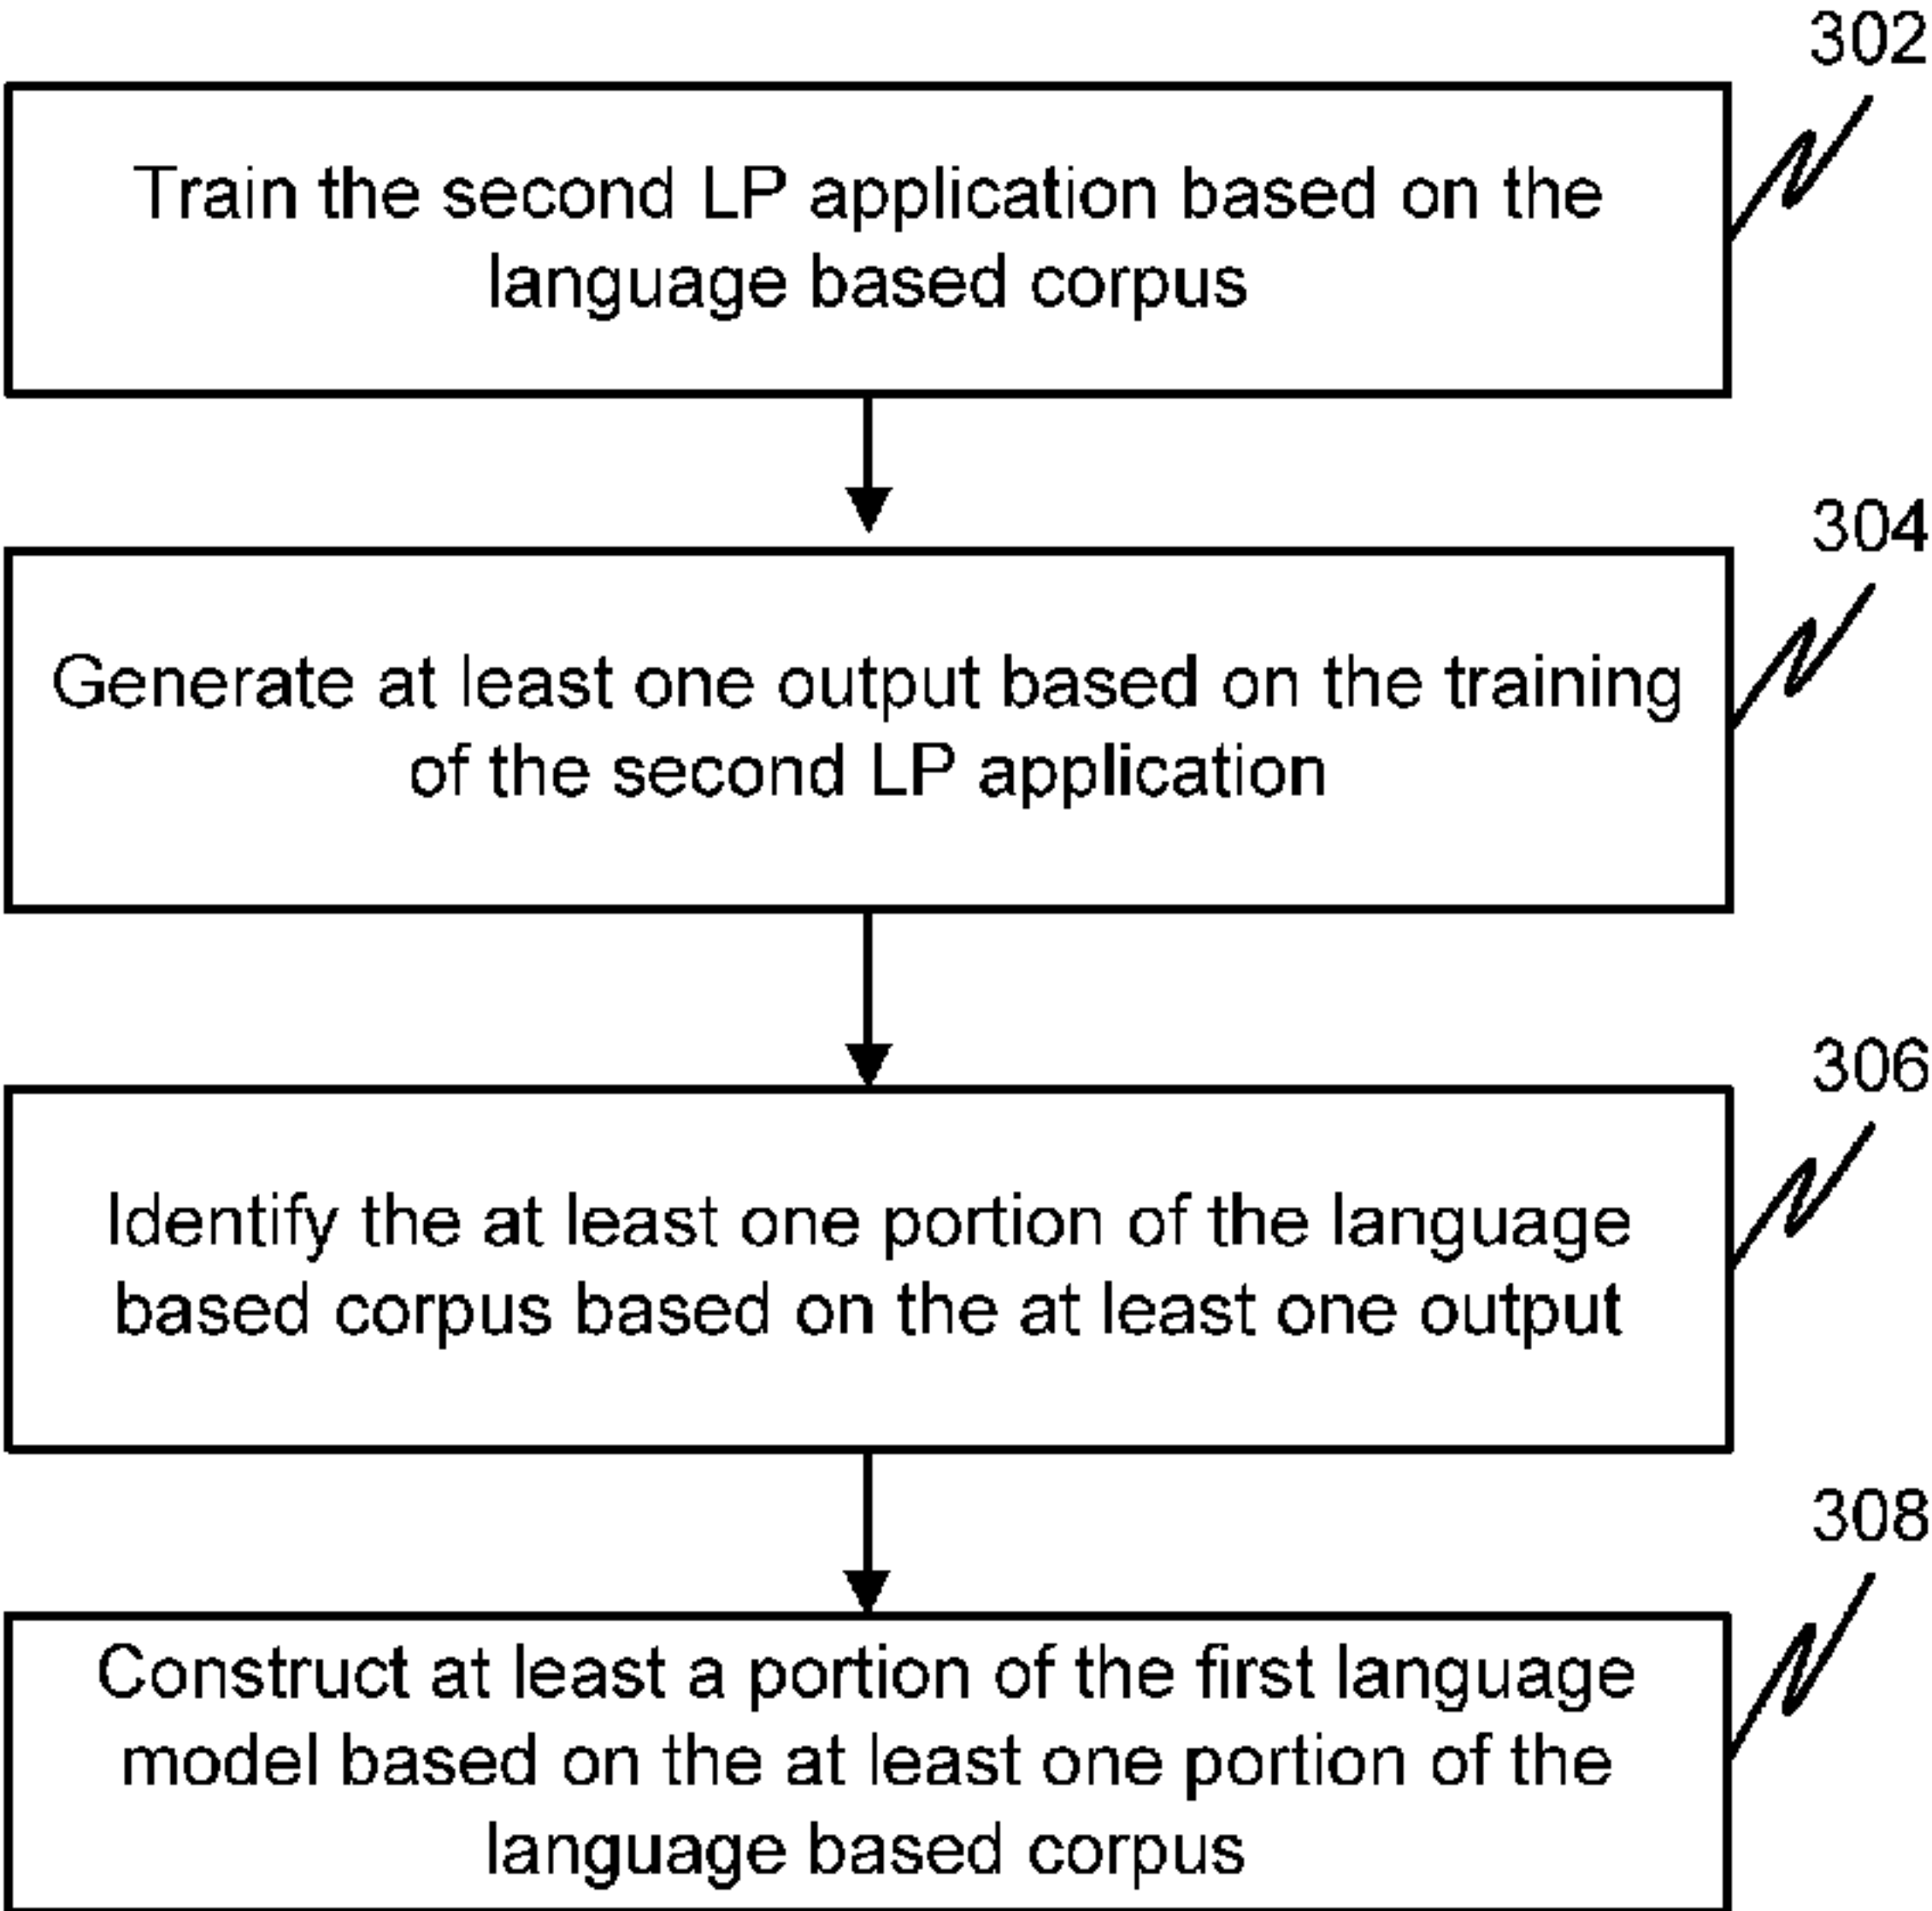 302
Train the second LP application based on the
language based corpus
304
Generate at least one output based on the training
of the second LP application
306
Identify the at least one portion of the language
based corpus based on the at least one output
308
Construct at least a portion of the first language
model based on the at least one portion of the
language based corpus